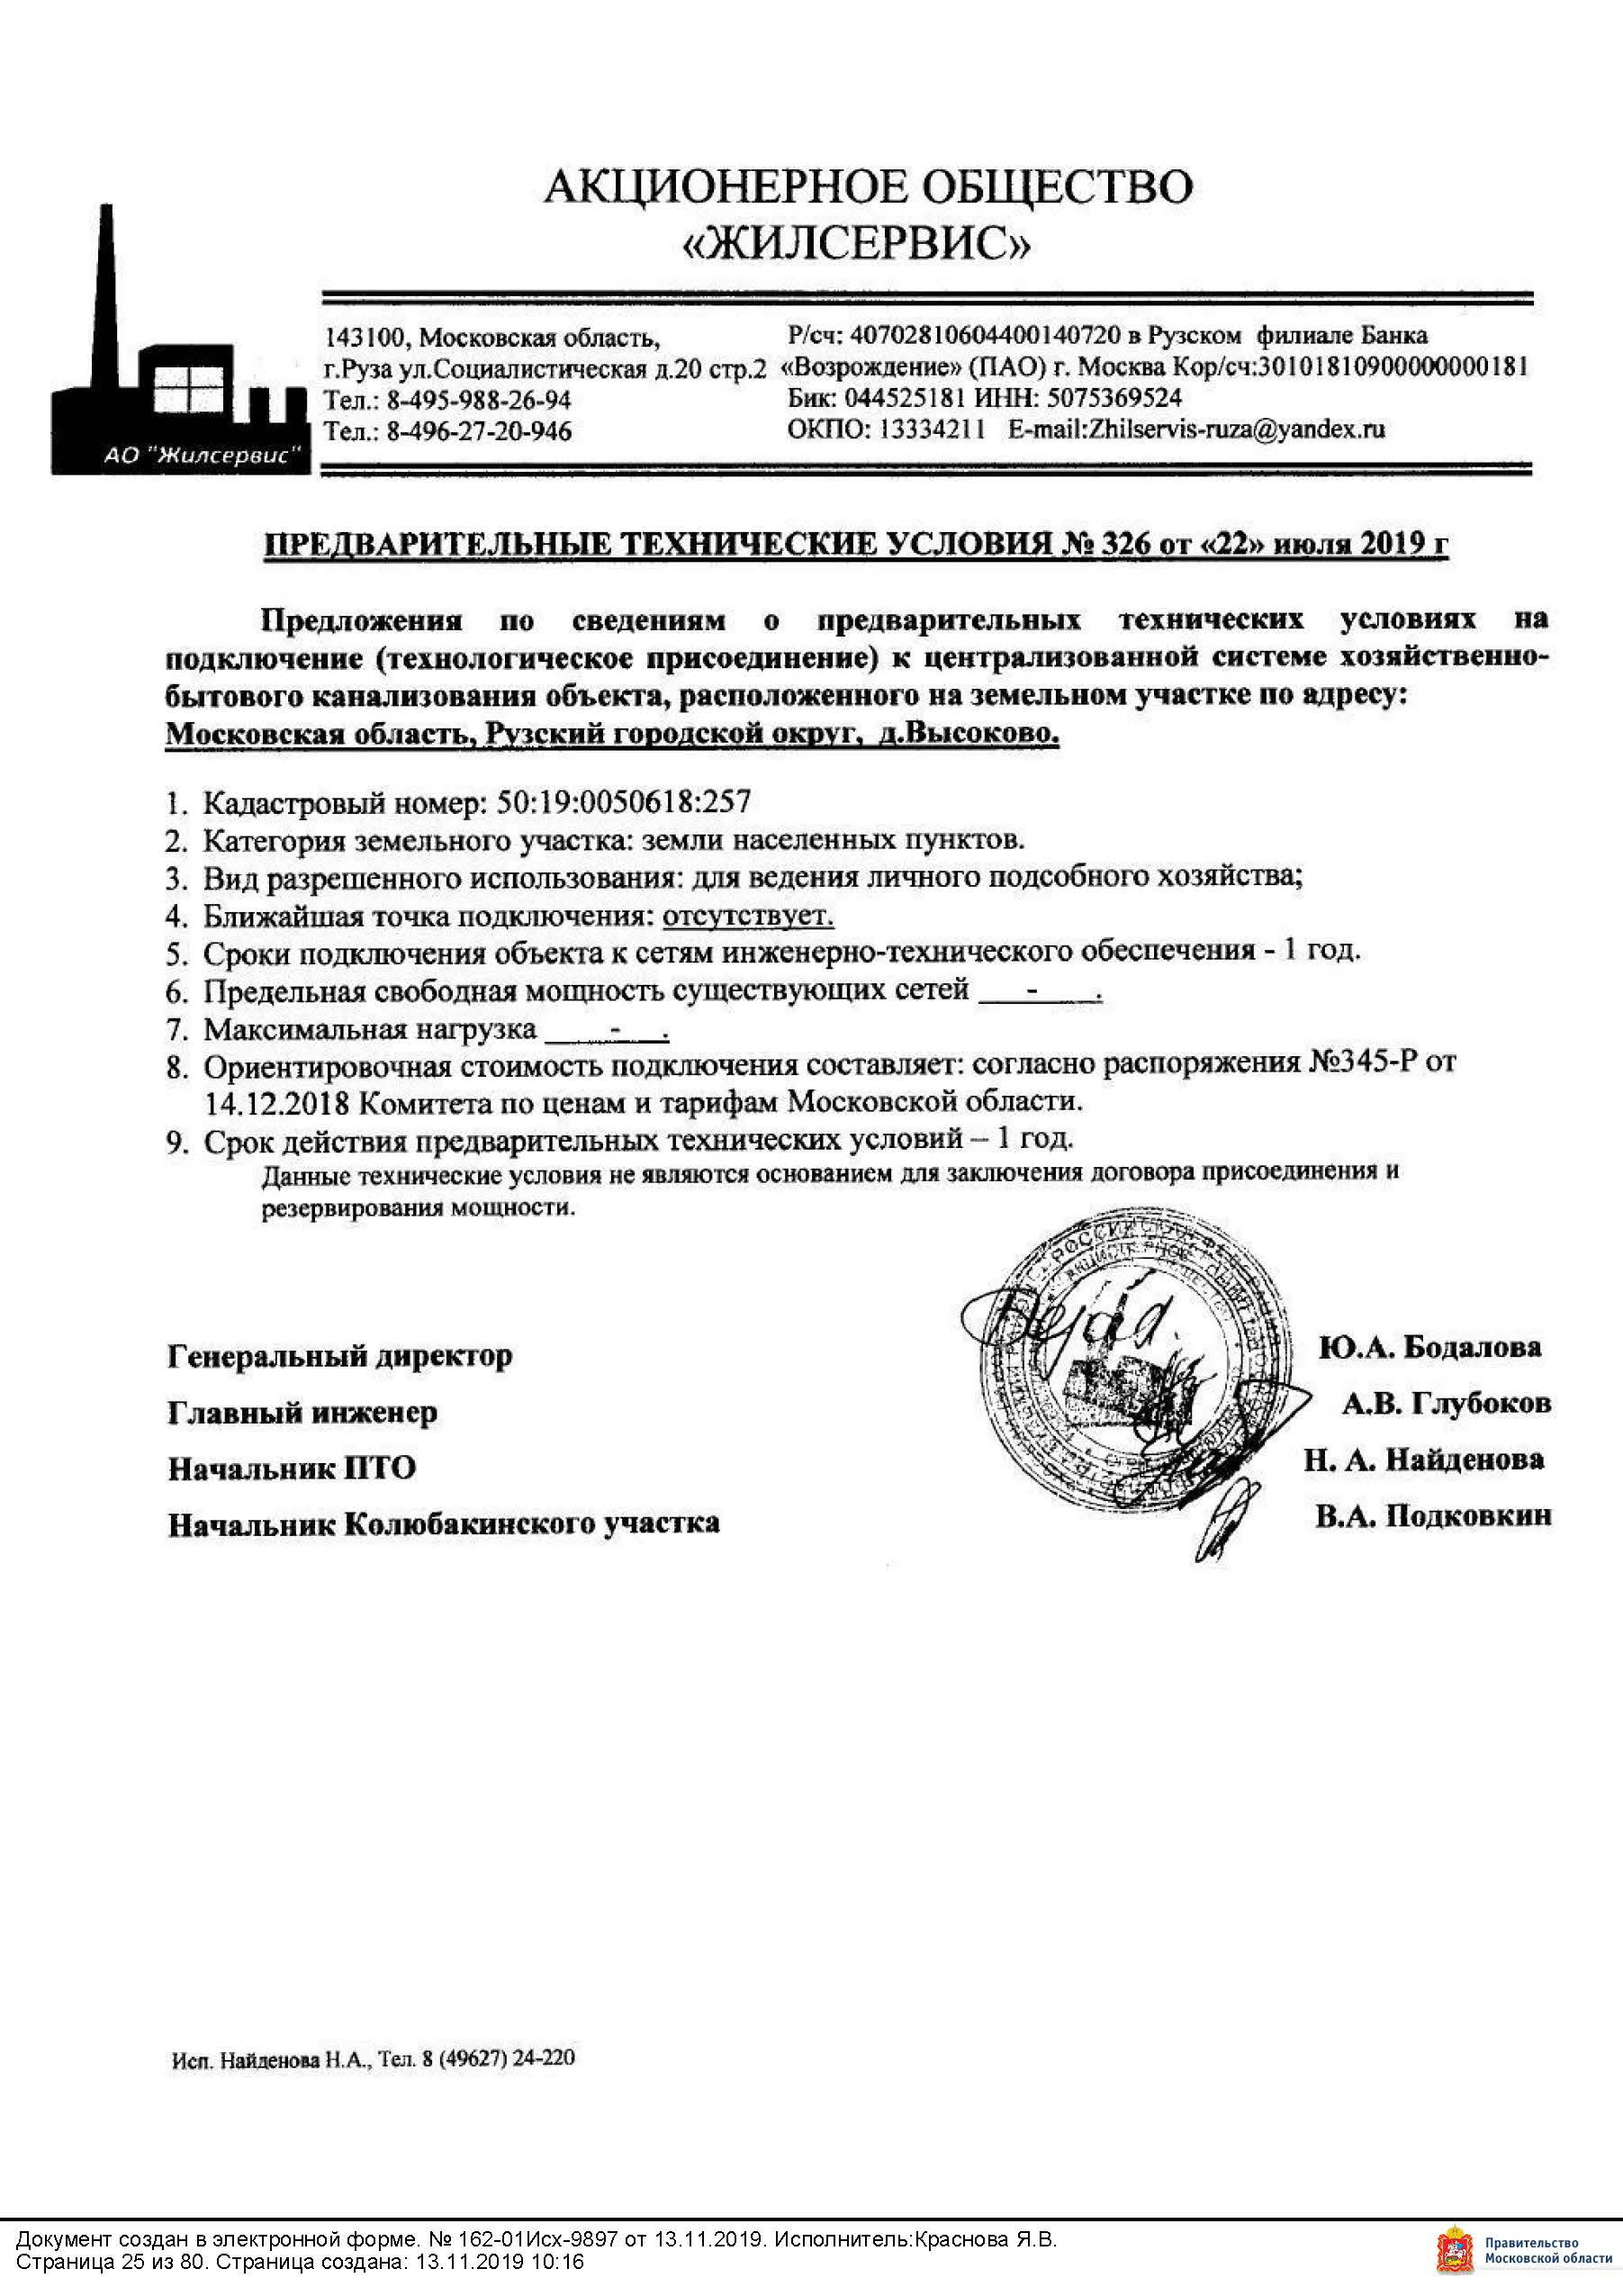 АКЦИОНЕРНОЕ ОБЩЕСТВО
«ЖИЛСЕРВИС»
АО "Жилсервис"
143100, Московская область,
г.Руза ул.Социалистическая д.20 стр.2
Тел.: 8-495-988-26-94
Тел.: 8-496-27-20-946
Р/сч: 40702810604400140720 в Рузском филиале Банка
«Возрождение» (ПАО) г. Москва Кор/сч:30101810900000000181
Бик: 044525181 ИНН: 5075369524
ОКПО: 13334211 E-mail:Zhilservis-ruza@yandex.ru
ПРЕДВАРИТЕЛЬНЫЕ ТЕХНИЧЕСКИЕ УСЛОВИЯ № 326 от «22» июля 2019 г
Предложения по сведениям о предварительных технических условиях на
подключение (технологическое присоединение) к централизованной системе хозяйственно-
бытового канализования объекта, расположенного на земельном участке по адресу:
Московская область, Рузский городской округ, д.Высоково.
1. Кадастровый номер: 50:19:0050618:257
2. Категория земельного участка: земли населенных пунктов.
3. Вид разрешенного использования: для ведения личного подсобного хозяйства;
4. Ближайшая точка подключения: отсутствует.
5. Сроки подключения объекта к сетям инженерно-технического обеспечения - 1 год.
6. Предельная свободная мощность существующих сетей ___-____.
7. Максимальная нагрузка ____-___.
8. Ориентировочная стоимость подключения составляет: согласно распоряжения №345-Р от
14.12.2018 Комитета по ценам и тарифам Московской области.
9. Срок действия предварительных технических условий – 1 год.
Данные технические условия не являются основанием для заключения договора присоединения и
резервирования мощности.
Генеральный директор Ю.А. Бодалова
Главный инженер А.В. Глубоков
Начальник ПТО Н. А. Найденова
Начальник Колюбакинского участка В.А. Подковкин
Исп. Найденова Н.А., Тел. 8 (49627) 24-220
Документ создан в электронной форме. № 162-01Исх-9897 от 13.11.2019. Исполнитель:Краснова Я.В.
Страница 25 из 80. Страница создана: 13.11.2019 10:16
Правительство
Московской области